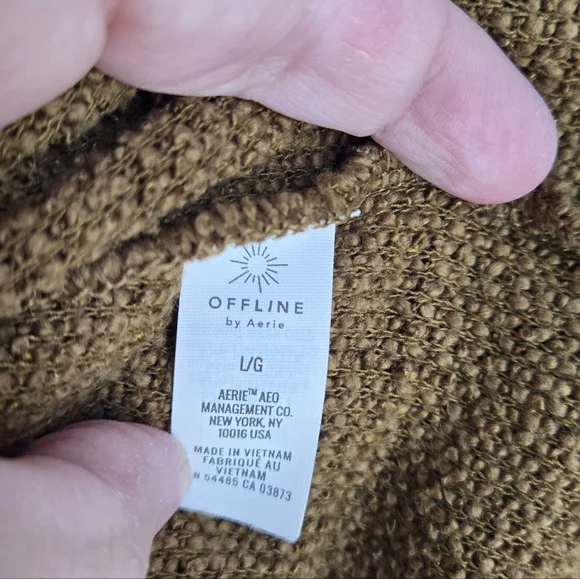 OFFLINE
by Aerie
L/G
AERIE™ AEO
MANAGEMENT CO.
NEW YORK, NY
10016 USA
MADE IN VIETNAM
FABRIQUÉ AU
VIETNAM
54485 CA 03873